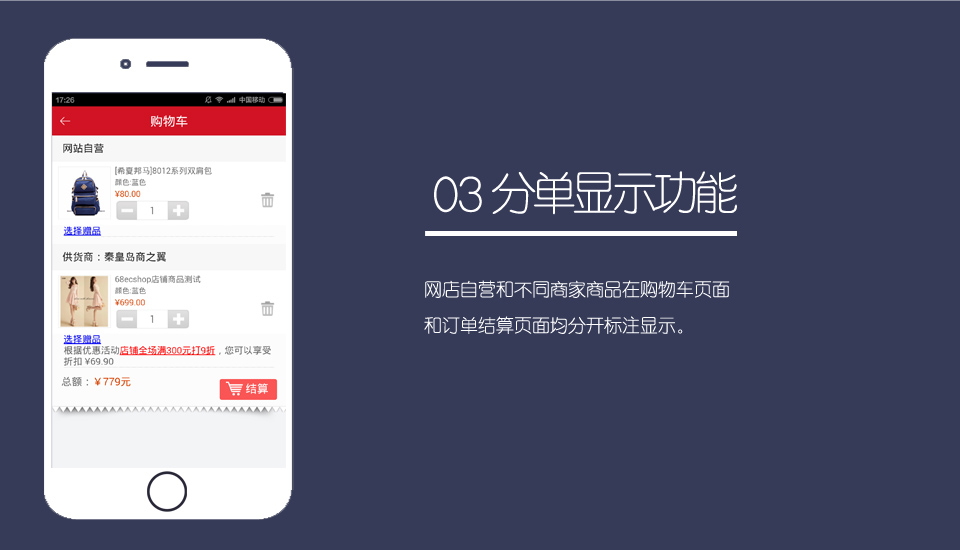 17:26 中国移动
购物车
网站自营
[希夏邦马]8012系列双肩包
颜色:蓝色
¥80.00
1
选择赠品
供货商：秦皇岛商之翼
68ecshop店铺商品测试
颜色:蓝色
¥699.00
1
选择赠品
根据优惠活动店铺全场满300元打9折，您可以享受
折扣 ¥69.90
总额：￥779元
结算
03 分单显示功能
网店自营和不同商家商品在购物车页面
和订单结算页面均分开标注显示。